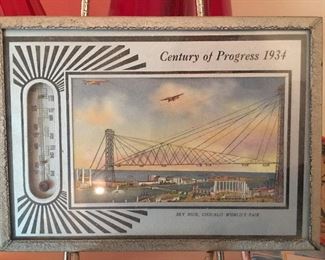 Century of Progress 1934
SKY RIDE, CHICAGO WORLD'S FAIR